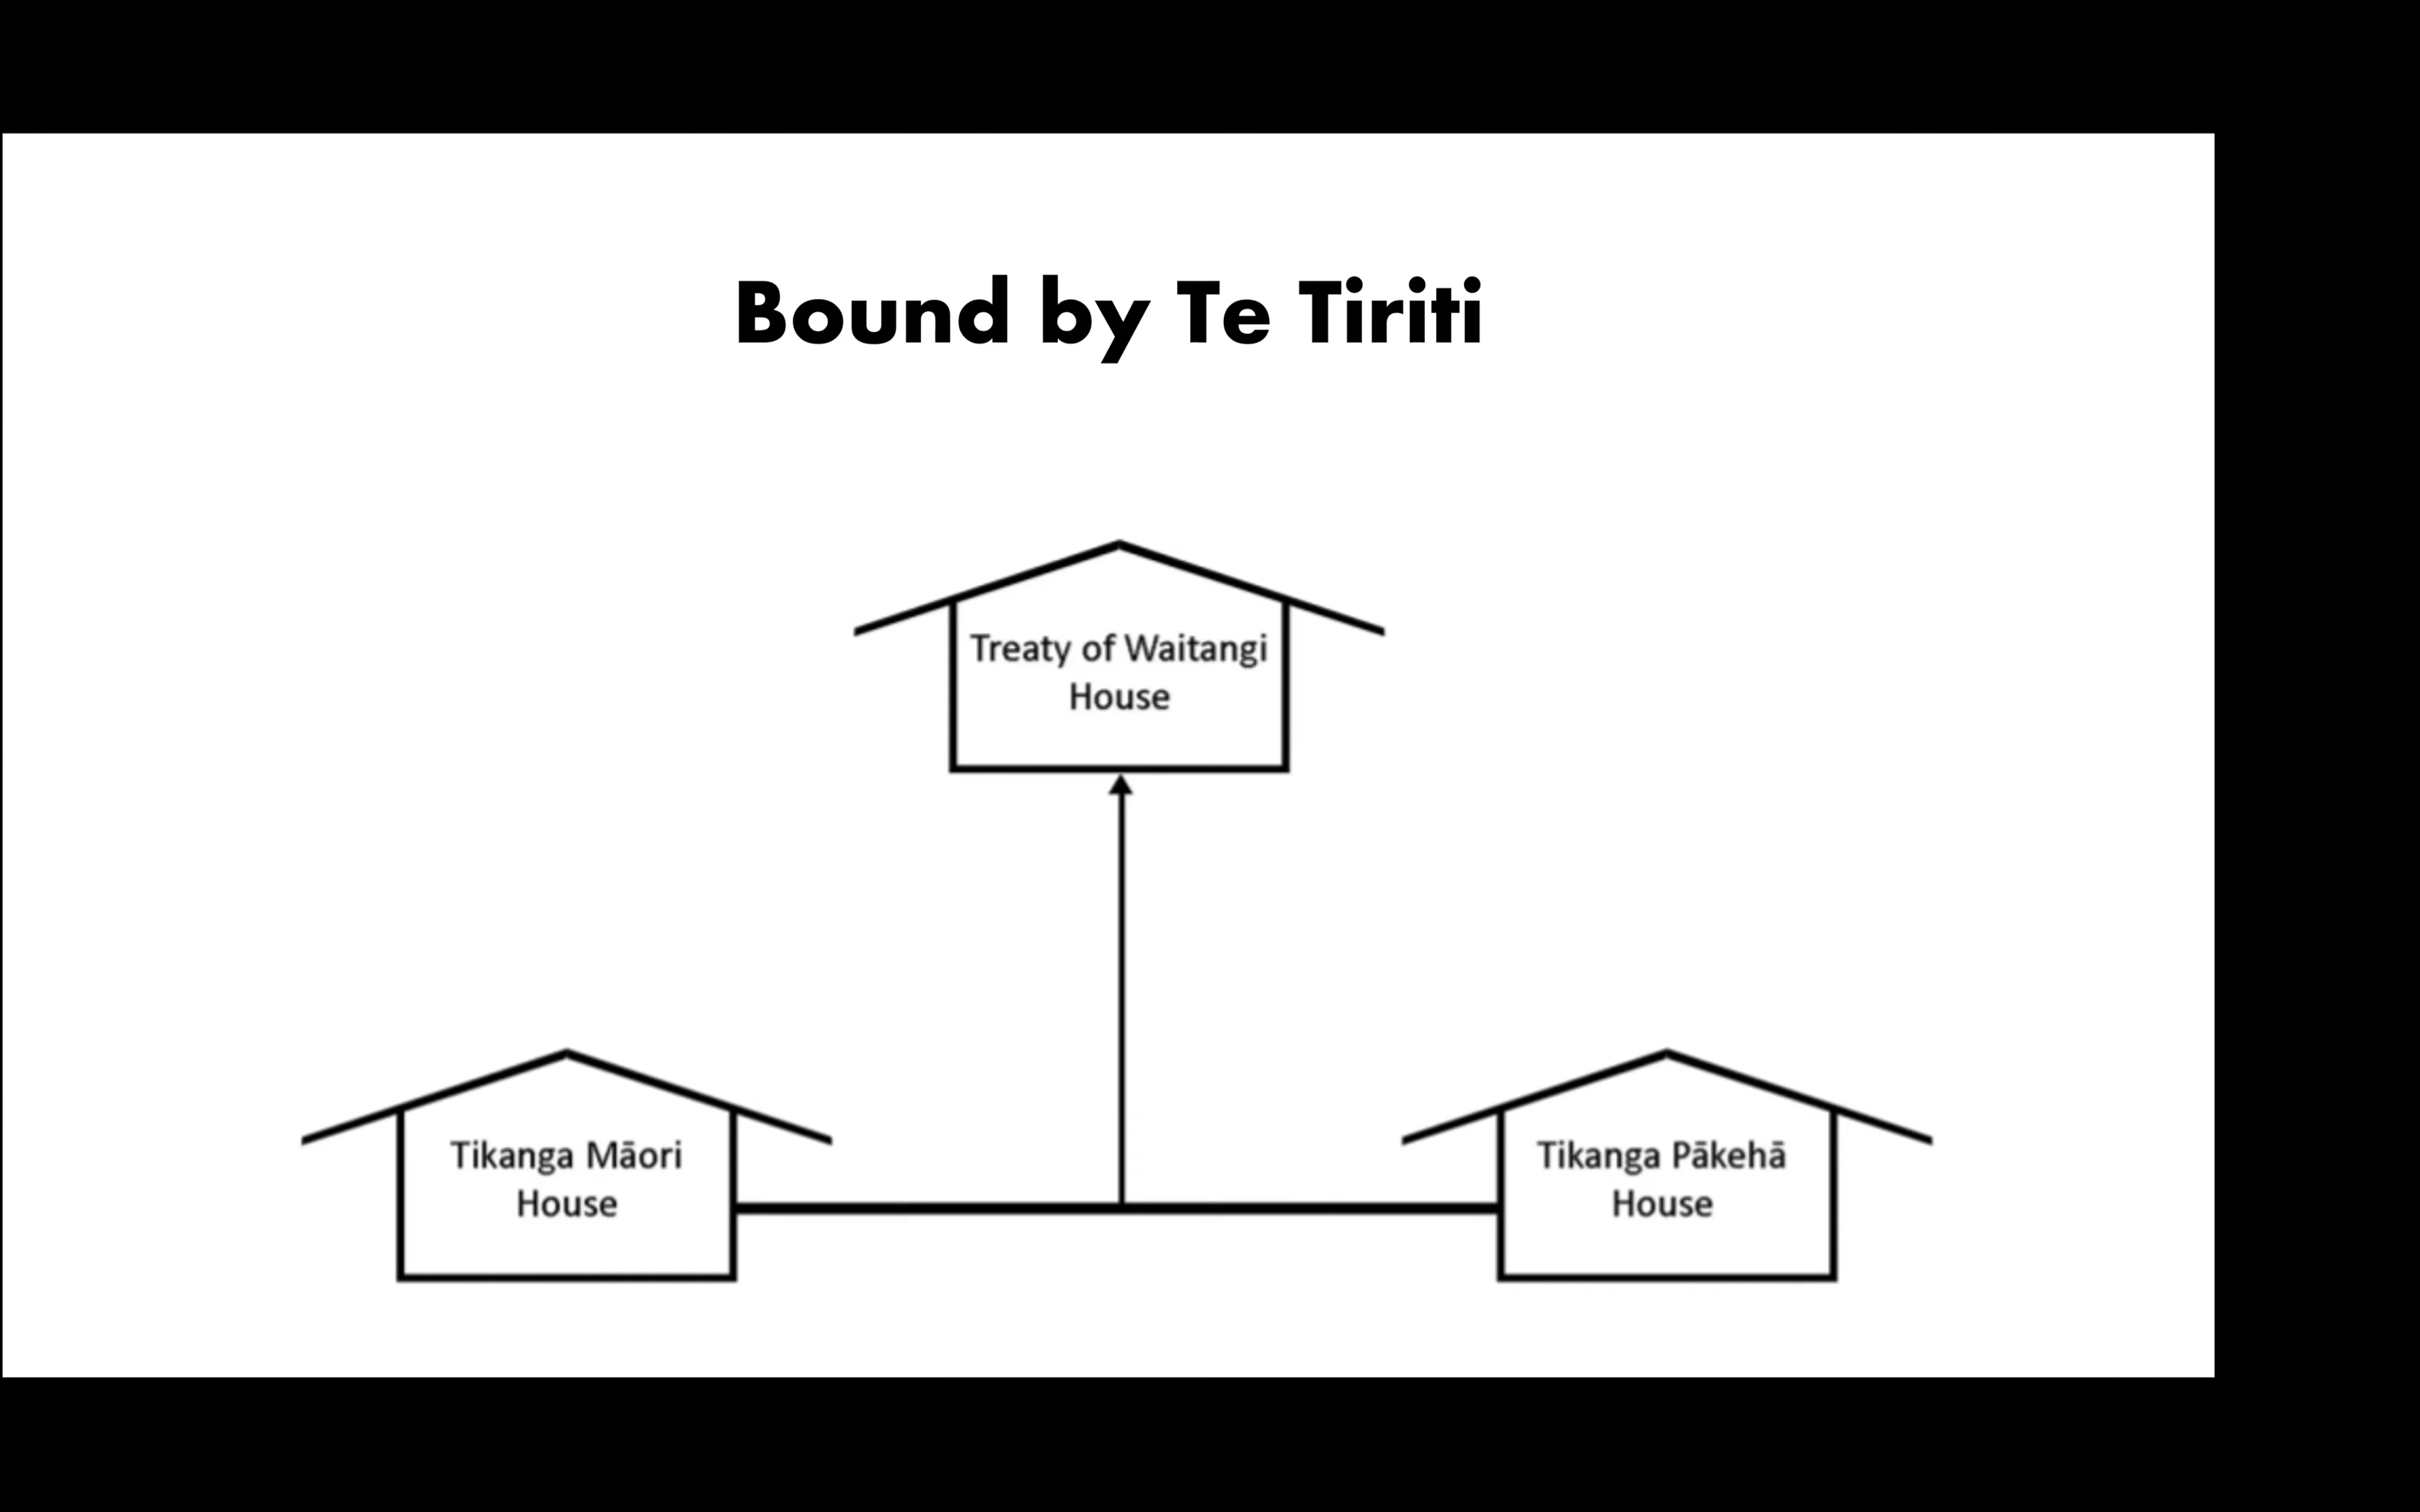 Bound by Te Tiriti
Treaty of Waitangi
House
Tikanga Māori
House
Tikanga Pākehā
House